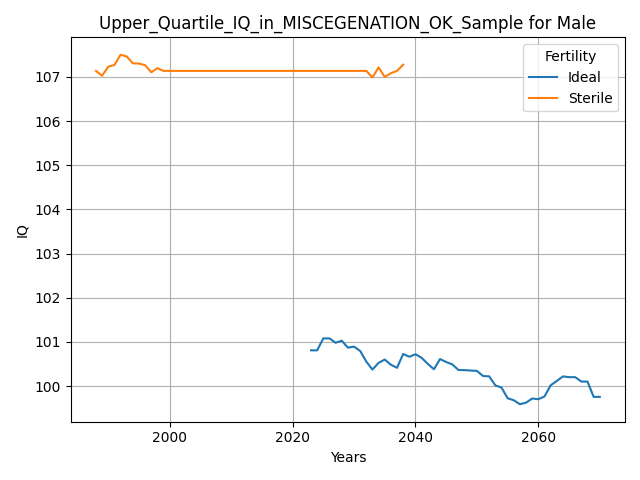 Upper_Quartile_IQ_in_MISCEGENATION_OK_Sample for Male
Fertility
Ideal
Sterile
107
106
105
104
103
102
101
100
IQ
2000
2020
2040
2060
Years